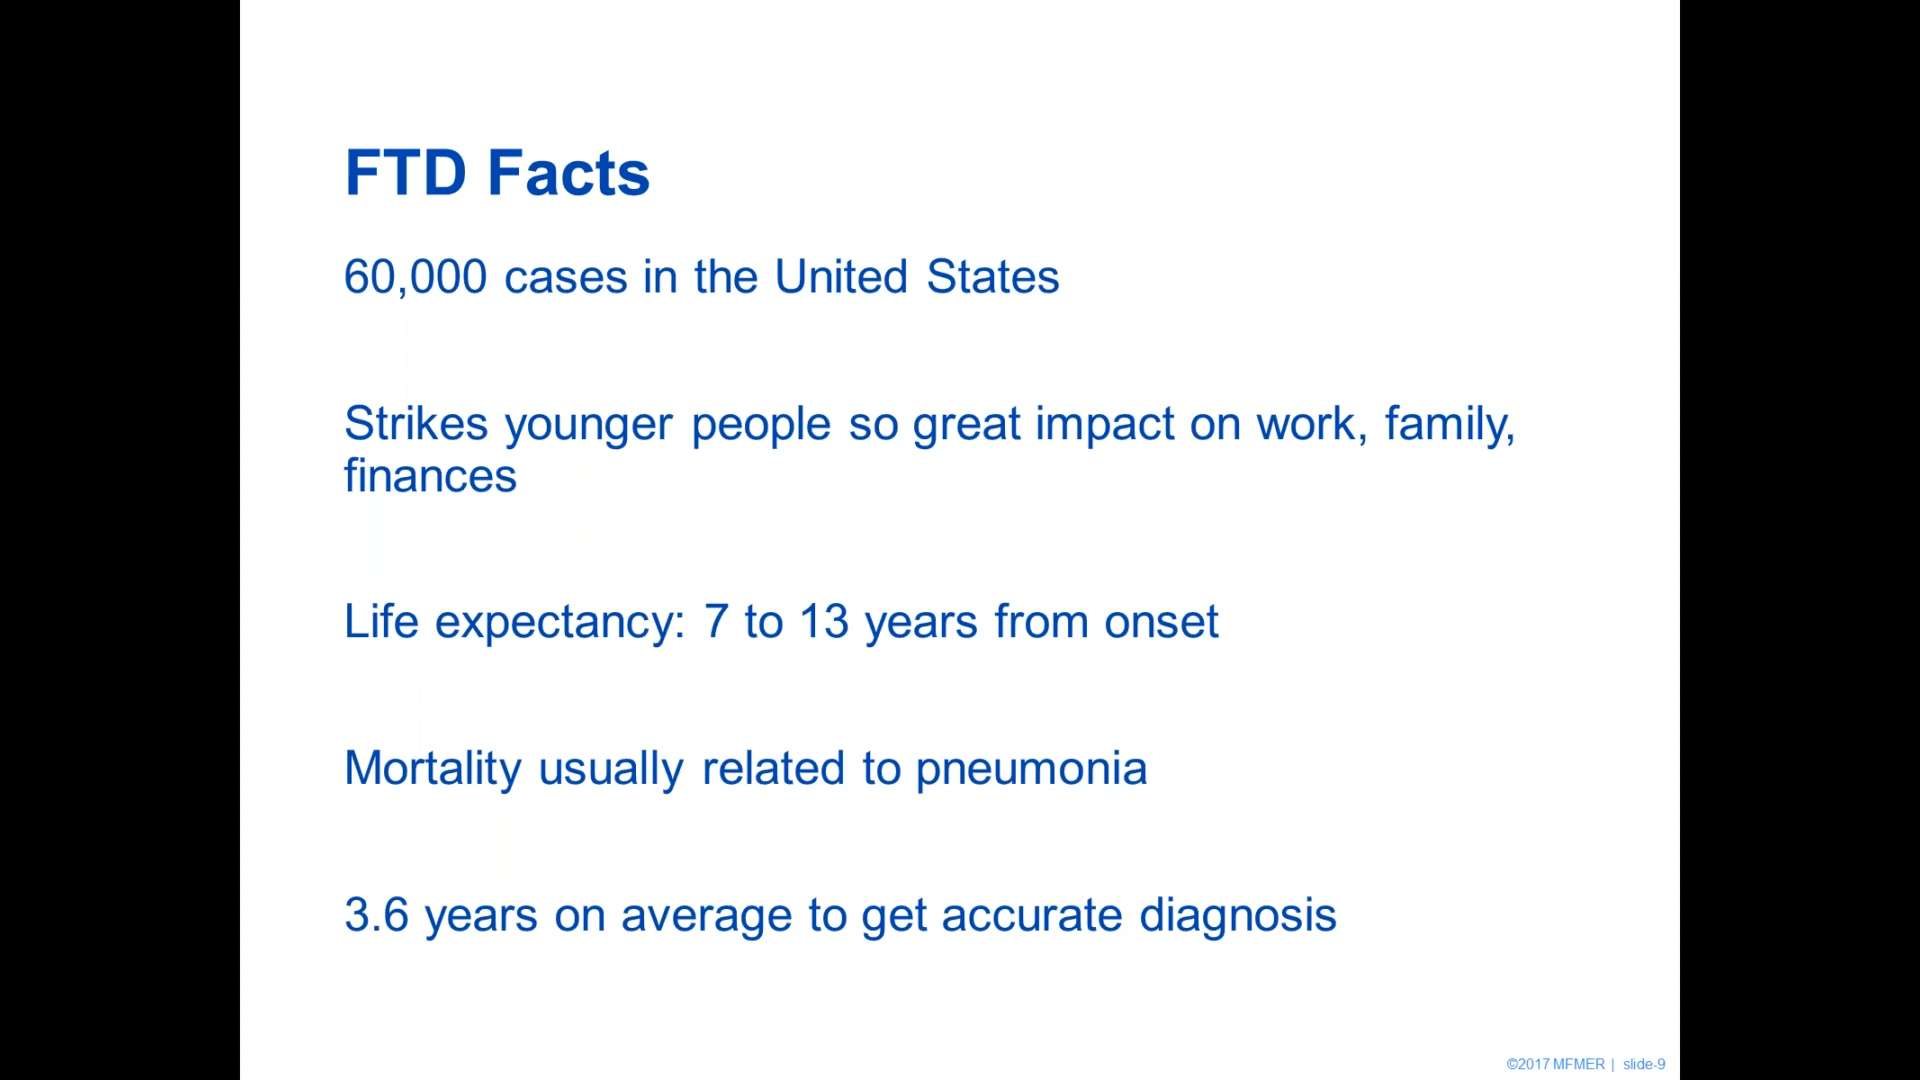 FTD Facts
60,000 cases in the United States
Strikes younger people so great impact on work, family,
finances
Life expectancy: 7 to 13 years from onset
Mortality usually related to pneumonia
3.6 years on average to get accurate diagnosis
©2017 MFMER | slide-9